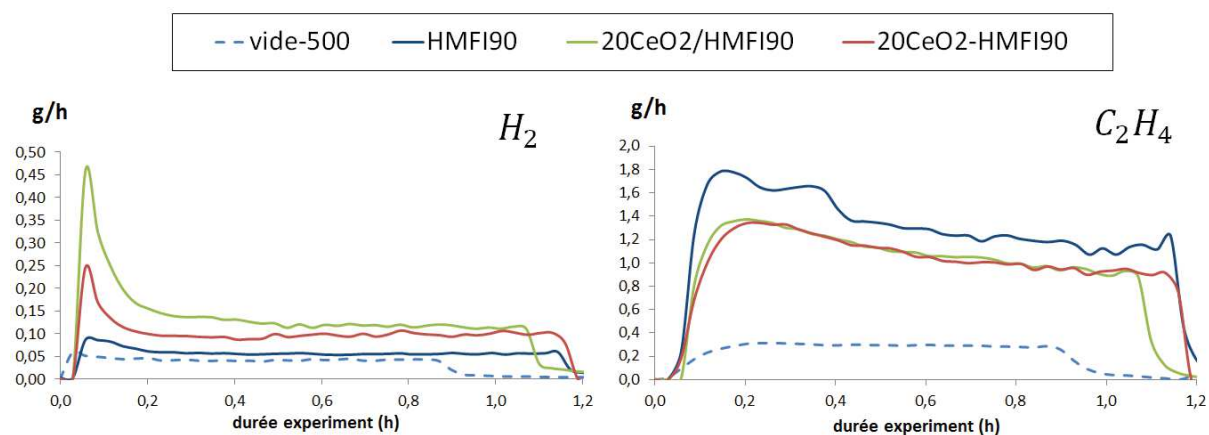 vide-500 HMFI90 20CeO2/HMFI90 20CeO2-HMFI90
g/h
H₂
0,50
0,45
0,40
0,35
0,30
0,25
0,20
0,15
0,10
0,05
0,00
0,0 0,2 0,4 0,6 0,8 1,0 1,2
durée experiment (h)
g/h
C₂H₄
2,0
1,8
1,6
1,4
1,2
1,0
0,8
0,6
0,4
0,2
0,0
0,0 0,2 0,4 0,6 0,8 1,0 1,2
durée experiment (h)